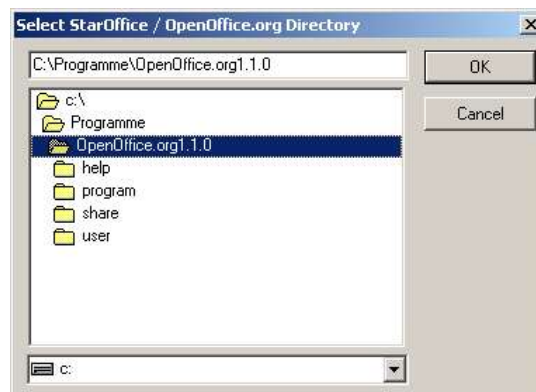 Select StarOffice / OpenOffice.org Directory
C:\Programme\OpenOffice.org1.1.0
OK
Cancel
c:\
Programme
OpenOffice.org1.1.0
help
program
share
user
c: